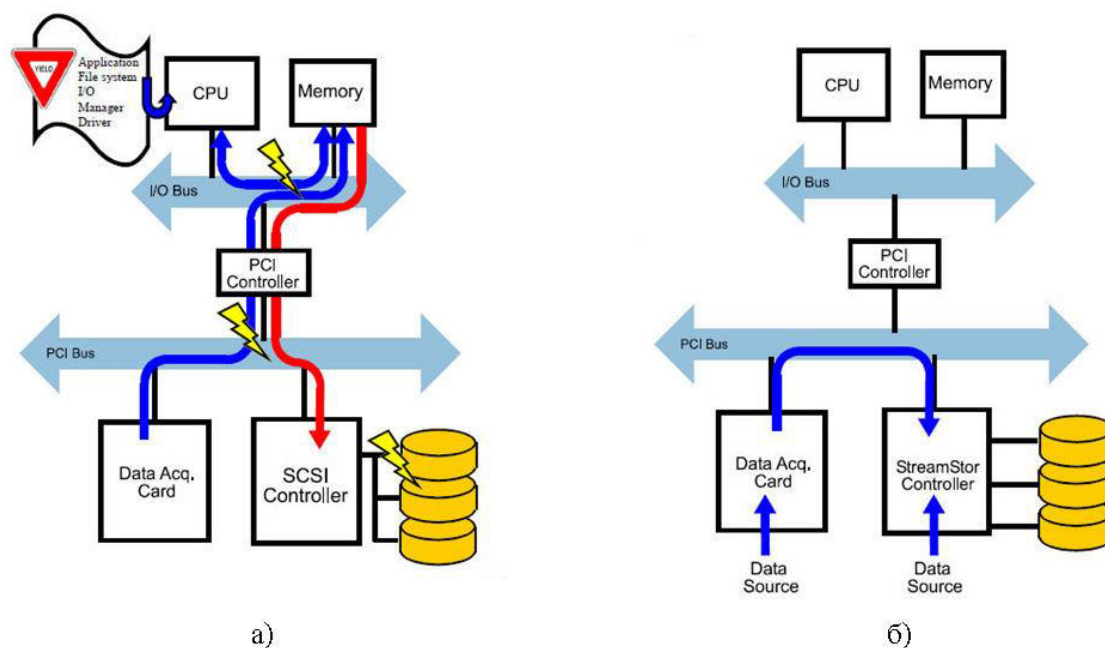 YIELD
Application
File system
I/O
Manager
Driver
CPU
Memory
I/O Bus
PCI
Controller
PCI Bus
Data Acq.
Card
SCSI
Controller
а)
CPU
Memory
I/O Bus
PCI
Controller
PCI Bus
Data Acq.
Card
StreamStor
Controller
Data
Source
Data
Source
б)